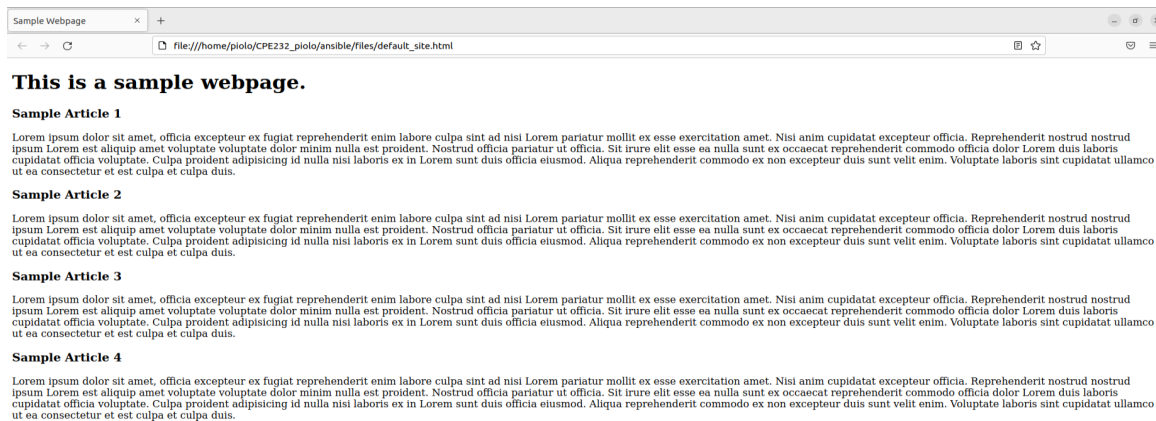 Sample Webpage
file:///home/piolo/CPE232_piolo/ansible/files/default_site.html
This is a sample webpage.
Sample Article 1
Lorem ipsum dolor sit amet, officia excepteur ex fugiat reprehenderit enim labore culpa sint ad nisi Lorem pariatur mollit ex esse exercitation amet. Nisi anim cupidatat excepteur officia. Reprehenderit nostrud nostrud
ipsum Lorem est aliquip amet voluptate voluptate dolor minim nulla est proident. Nostrud officia pariatur ut officia. Sit irure elit esse ea nulla sunt ex occaecat reprehenderit commodo officia dolor Lorem duis laboris
cupidatat officia voluptate. Culpa proident adipisicing id nulla nisi laboris ex in Lorem sunt duis officia eiusmod. Aliqua reprehenderit commodo ex non excepteur duis sunt velit enim. Voluptate laboris sint cupidatat ullamco
ut ea consectetur et est culpa et culpa duis.
Sample Article 2
Lorem ipsum dolor sit amet, officia excepteur ex fugiat reprehenderit enim labore culpa sint ad nisi Lorem pariatur mollit ex esse exercitation amet. Nisi anim cupidatat excepteur officia. Reprehenderit nostrud nostrud
ipsum Lorem est aliquip amet voluptate voluptate dolor minim nulla est proident. Nostrud officia pariatur ut officia. Sit irure elit esse ea nulla sunt ex occaecat reprehenderit commodo officia dolor Lorem duis laboris
cupidatat officia voluptate. Culpa proident adipisicing id nulla nisi laboris ex in Lorem sunt duis officia eiusmod. Aliqua reprehenderit commodo ex non excepteur duis sunt velit enim. Voluptate laboris sint cupidatat ullamco
ut ea consectetur et est culpa et culpa duis.
Sample Article 3
Lorem ipsum dolor sit amet, officia excepteur ex fugiat reprehenderit enim labore culpa sint ad nisi Lorem pariatur mollit ex esse exercitation amet. Nisi anim cupidatat excepteur officia. Reprehenderit nostrud nostrud
ipsum Lorem est aliquip amet voluptate voluptate dolor minim nulla est proident. Nostrud officia pariatur ut officia. Sit irure elit esse ea nulla sunt ex occaecat reprehenderit commodo officia dolor Lorem duis laboris
cupidatat officia voluptate. Culpa proident adipisicing id nulla nisi laboris ex in Lorem sunt duis officia eiusmod. Aliqua reprehenderit commodo ex non excepteur duis sunt velit enim. Voluptate laboris sint cupidatat ullamco
ut ea consectetur et est culpa et culpa duis.
Sample Article 4
Lorem ipsum dolor sit amet, officia excepteur ex fugiat reprehenderit enim labore culpa sint ad nisi Lorem pariatur mollit ex esse exercitation amet. Nisi anim cupidatat excepteur officia. Reprehenderit nostrud nostrud
ipsum Lorem est aliquip amet voluptate voluptate dolor minim nulla est proident. Nostrud officia pariatur ut officia. Sit irure elit esse ea nulla sunt ex occaecat reprehenderit commodo officia dolor Lorem duis laboris
cupidatat officia voluptate. Culpa proident adipisicing id nulla nisi laboris ex in Lorem sunt duis officia eiusmod. Aliqua reprehenderit commodo ex non excepteur duis sunt velit enim. Voluptate laboris sint cupidatat ullamco
ut ea consectetur et est culpa et culpa duis.